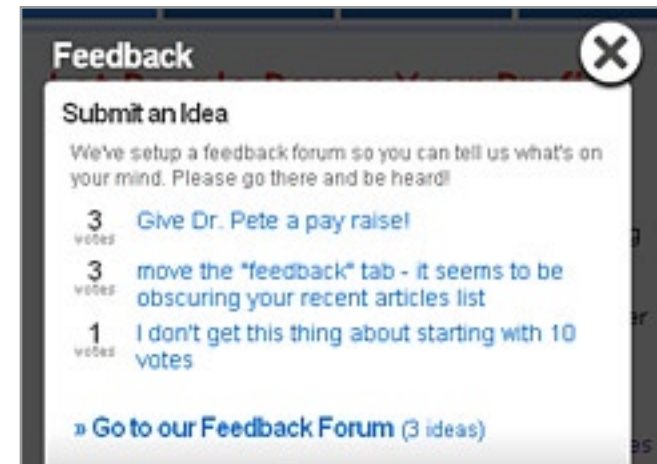 Feedback
Submit an Idea
We've setup a feedback forum so you can tell us what's on
your mind. Please go there and be heard!
3 Give Dr. Pete a pay raise!
votes
3 move the "feedback" tab - it seems to be
votes obscuring your recent articles list
1 I don't get this thing about starting with 10
votes votes
» Go to our Feedback Forum (3 ideas)